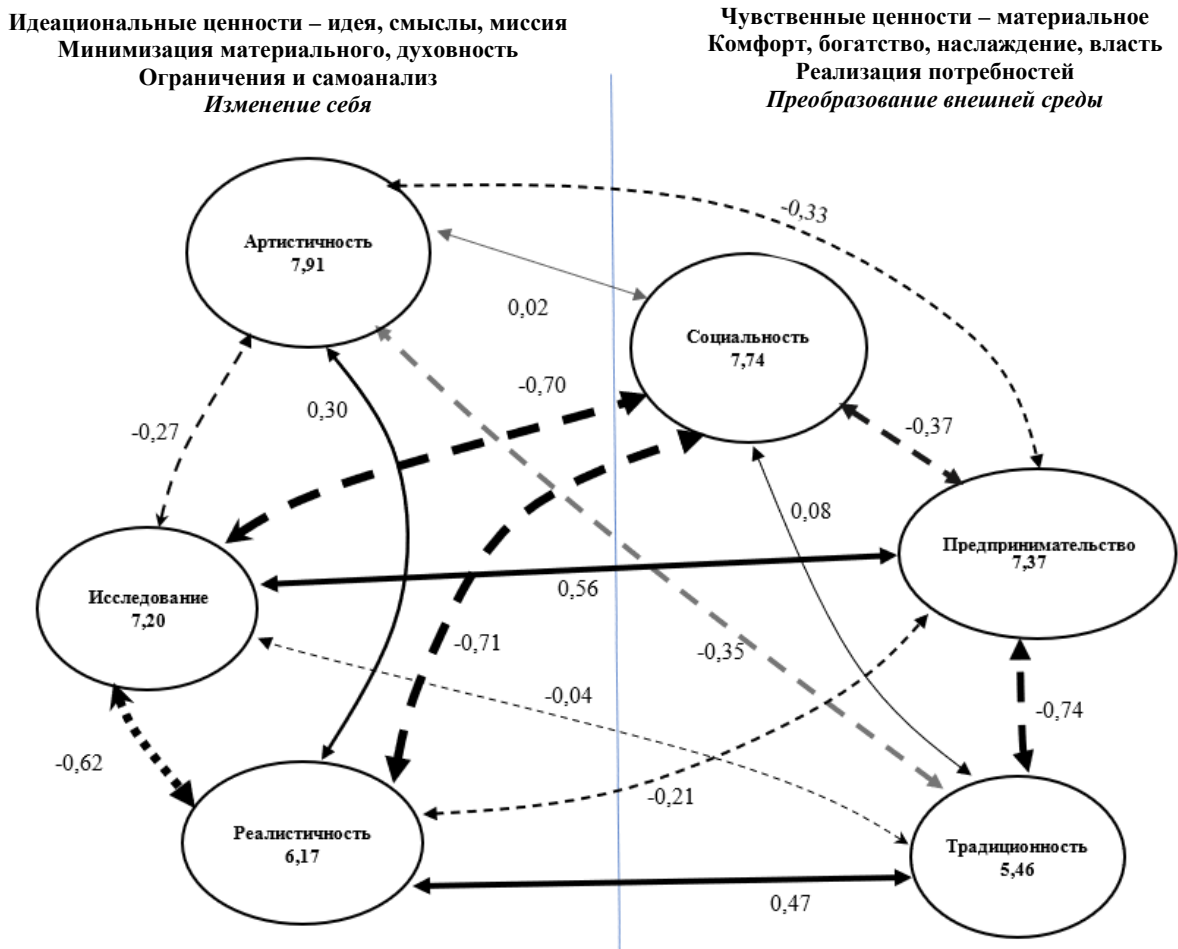 Идеациональные ценности – идея, смыслы, миссия
Минимизация материального, духовность
Ограничения и самоанализ
Изменение себя
Чувственные ценности – материальное
Комфорт, богатство, наслаждение, власть
Реализация потребностей
Преобразование внешней среды
-0,33
Артистичность
7,91
0,02
Социальность
7,74
-0,70
0,30
-0,27
-0,37
0,08
Предпринимательство
7,37
0,56
Исследование
7,20
-0,71
-0,35
-0,04
-0,74
-0,62
-0,21
Реалистичность
6,17
Традиционность
5,46
0,47